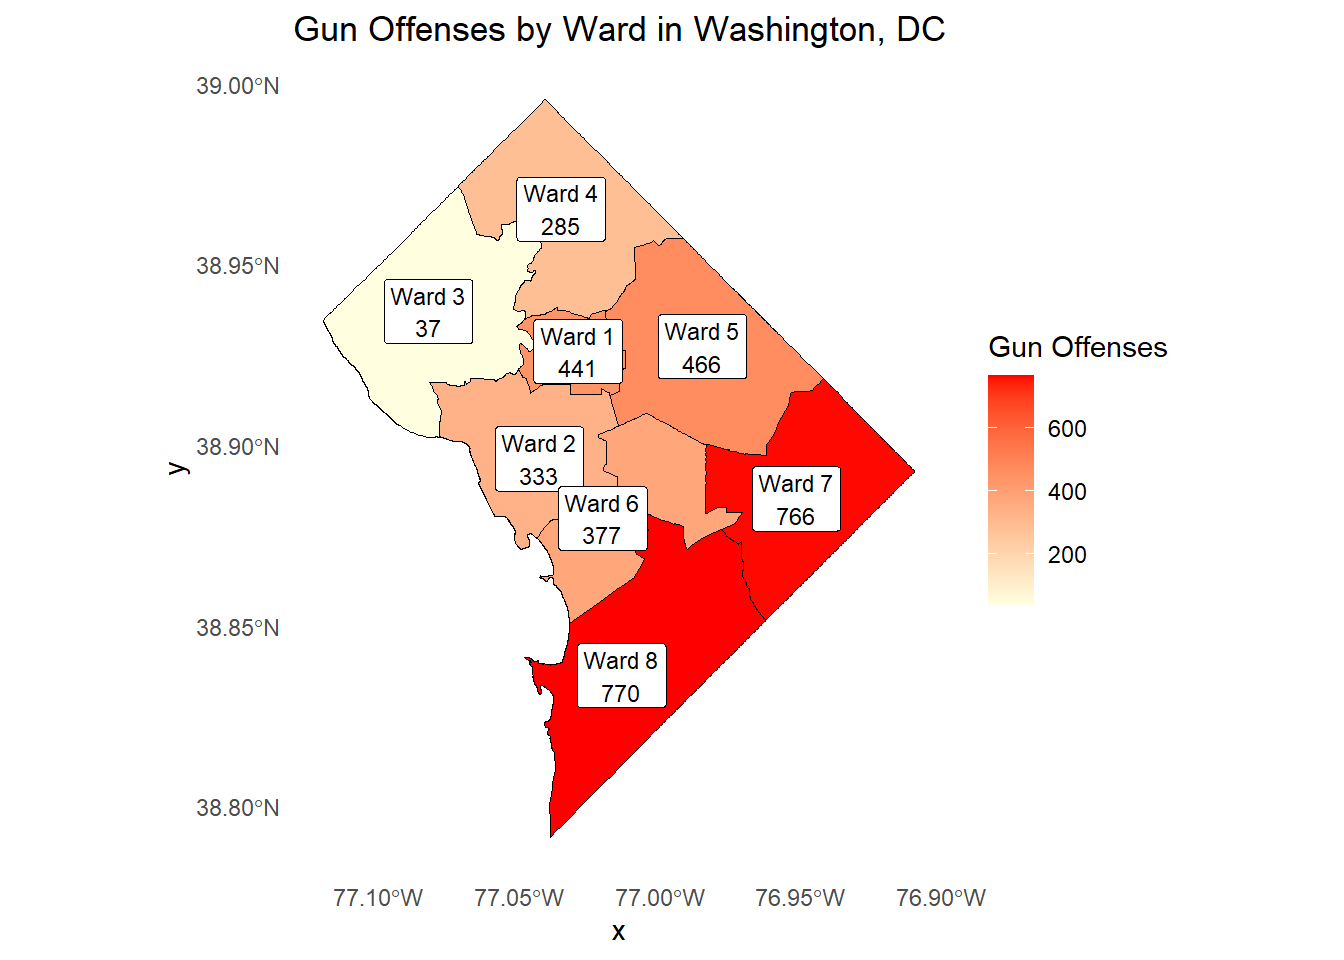 Gun Offenses by Ward in Washington, DC
39.00°N
38.95°N
38.90°N
38.85°N
38.80°N
y
Ward 4
285
Ward 3
37
Ward 1
441
Ward 5
466
Ward 2
333
Ward 6
377
Ward 7
766
Ward 8
770
77.10°W
77.05°W
77.00°W
76.95°W
76.90°W
x
Gun Offenses
600
400
200